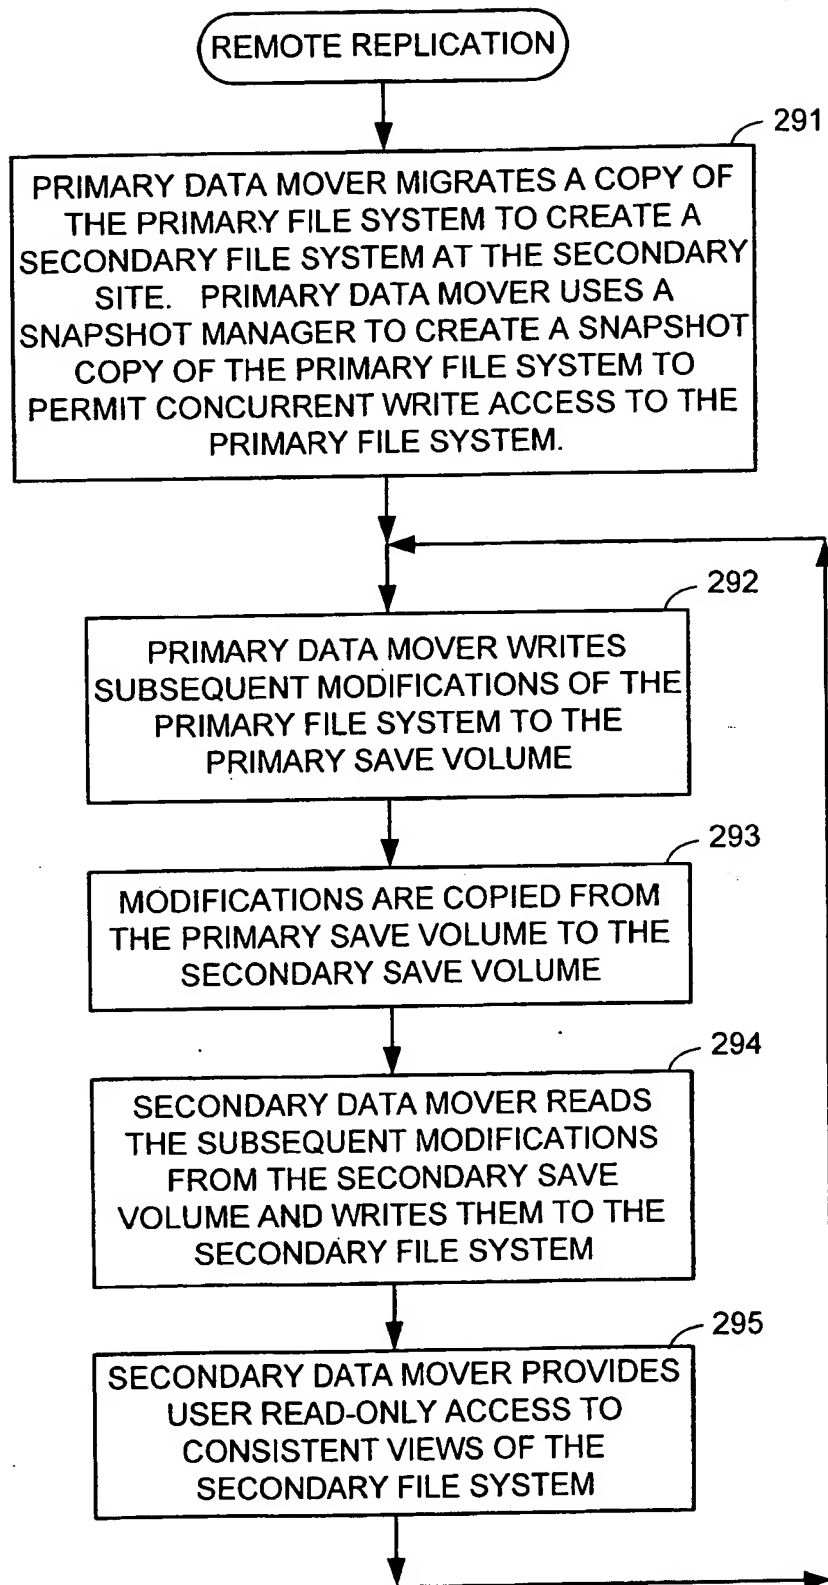 REMOTE REPLICATION
291
PRIMARY DATA MOVER MIGRATES A COPY OF
THE PRIMARY FILE SYSTEM TO CREATE A
SECONDARY FILE SYSTEM AT THE SECONDARY
SITE. PRIMARY DATA MOVER USES A
SNAPSHOT MANAGER TO CREATE A SNAPSHOT
COPY OF THE PRIMARY FILE SYSTEM TO
PERMIT CONCURRENT WRITE ACCESS TO THE
PRIMARY FILE SYSTEM.
292
PRIMARY DATA MOVER WRITES
SUBSEQUENT MODIFICATIONS OF THE
PRIMARY FILE SYSTEM TO THE
PRIMARY SAVE VOLUME
293
MODIFICATIONS ARE COPIED FROM
THE PRIMARY SAVE VOLUME TO THE
SECONDARY SAVE VOLUME
294
SECONDARY DATA MOVER READS
THE SUBSEQUENT MODIFICATIONS
FROM THE SECONDARY SAVE
VOLUME AND WRITES THEM TO THE
SECONDARY FILE SYSTEM
295
SECONDARY DATA MOVER PROVIDES
USER READ-ONLY ACCESS TO
CONSISTENT VIEWS OF THE
SECONDARY FILE SYSTEM